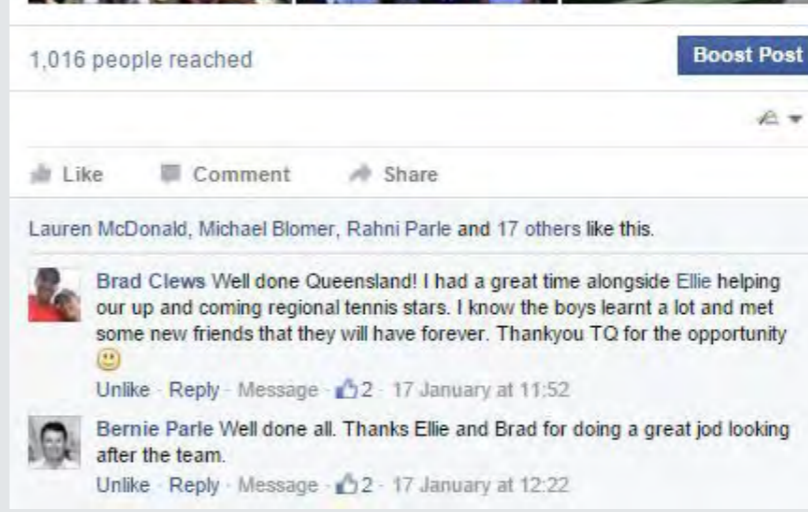 1,016 people reached
Boost Post
Like Comment Share
Lauren McDonald, Michael Blomer, Rahni Parle and 17 others like this.
Brad Clews Well done Queensland! I had a great time alongside Ellie helping
our up and coming regional tennis stars. I know the boys learnt a lot and met
some new friends that they will have forever. Thankyou TQ for the opportunity
Unlike · Reply · Message · 2 · 17 January at 11:52
Bernie Parle Well done all. Thanks Ellie and Brad for doing a great jod looking
after the team.
Unlike · Reply · Message · 2 · 17 January at 12:22